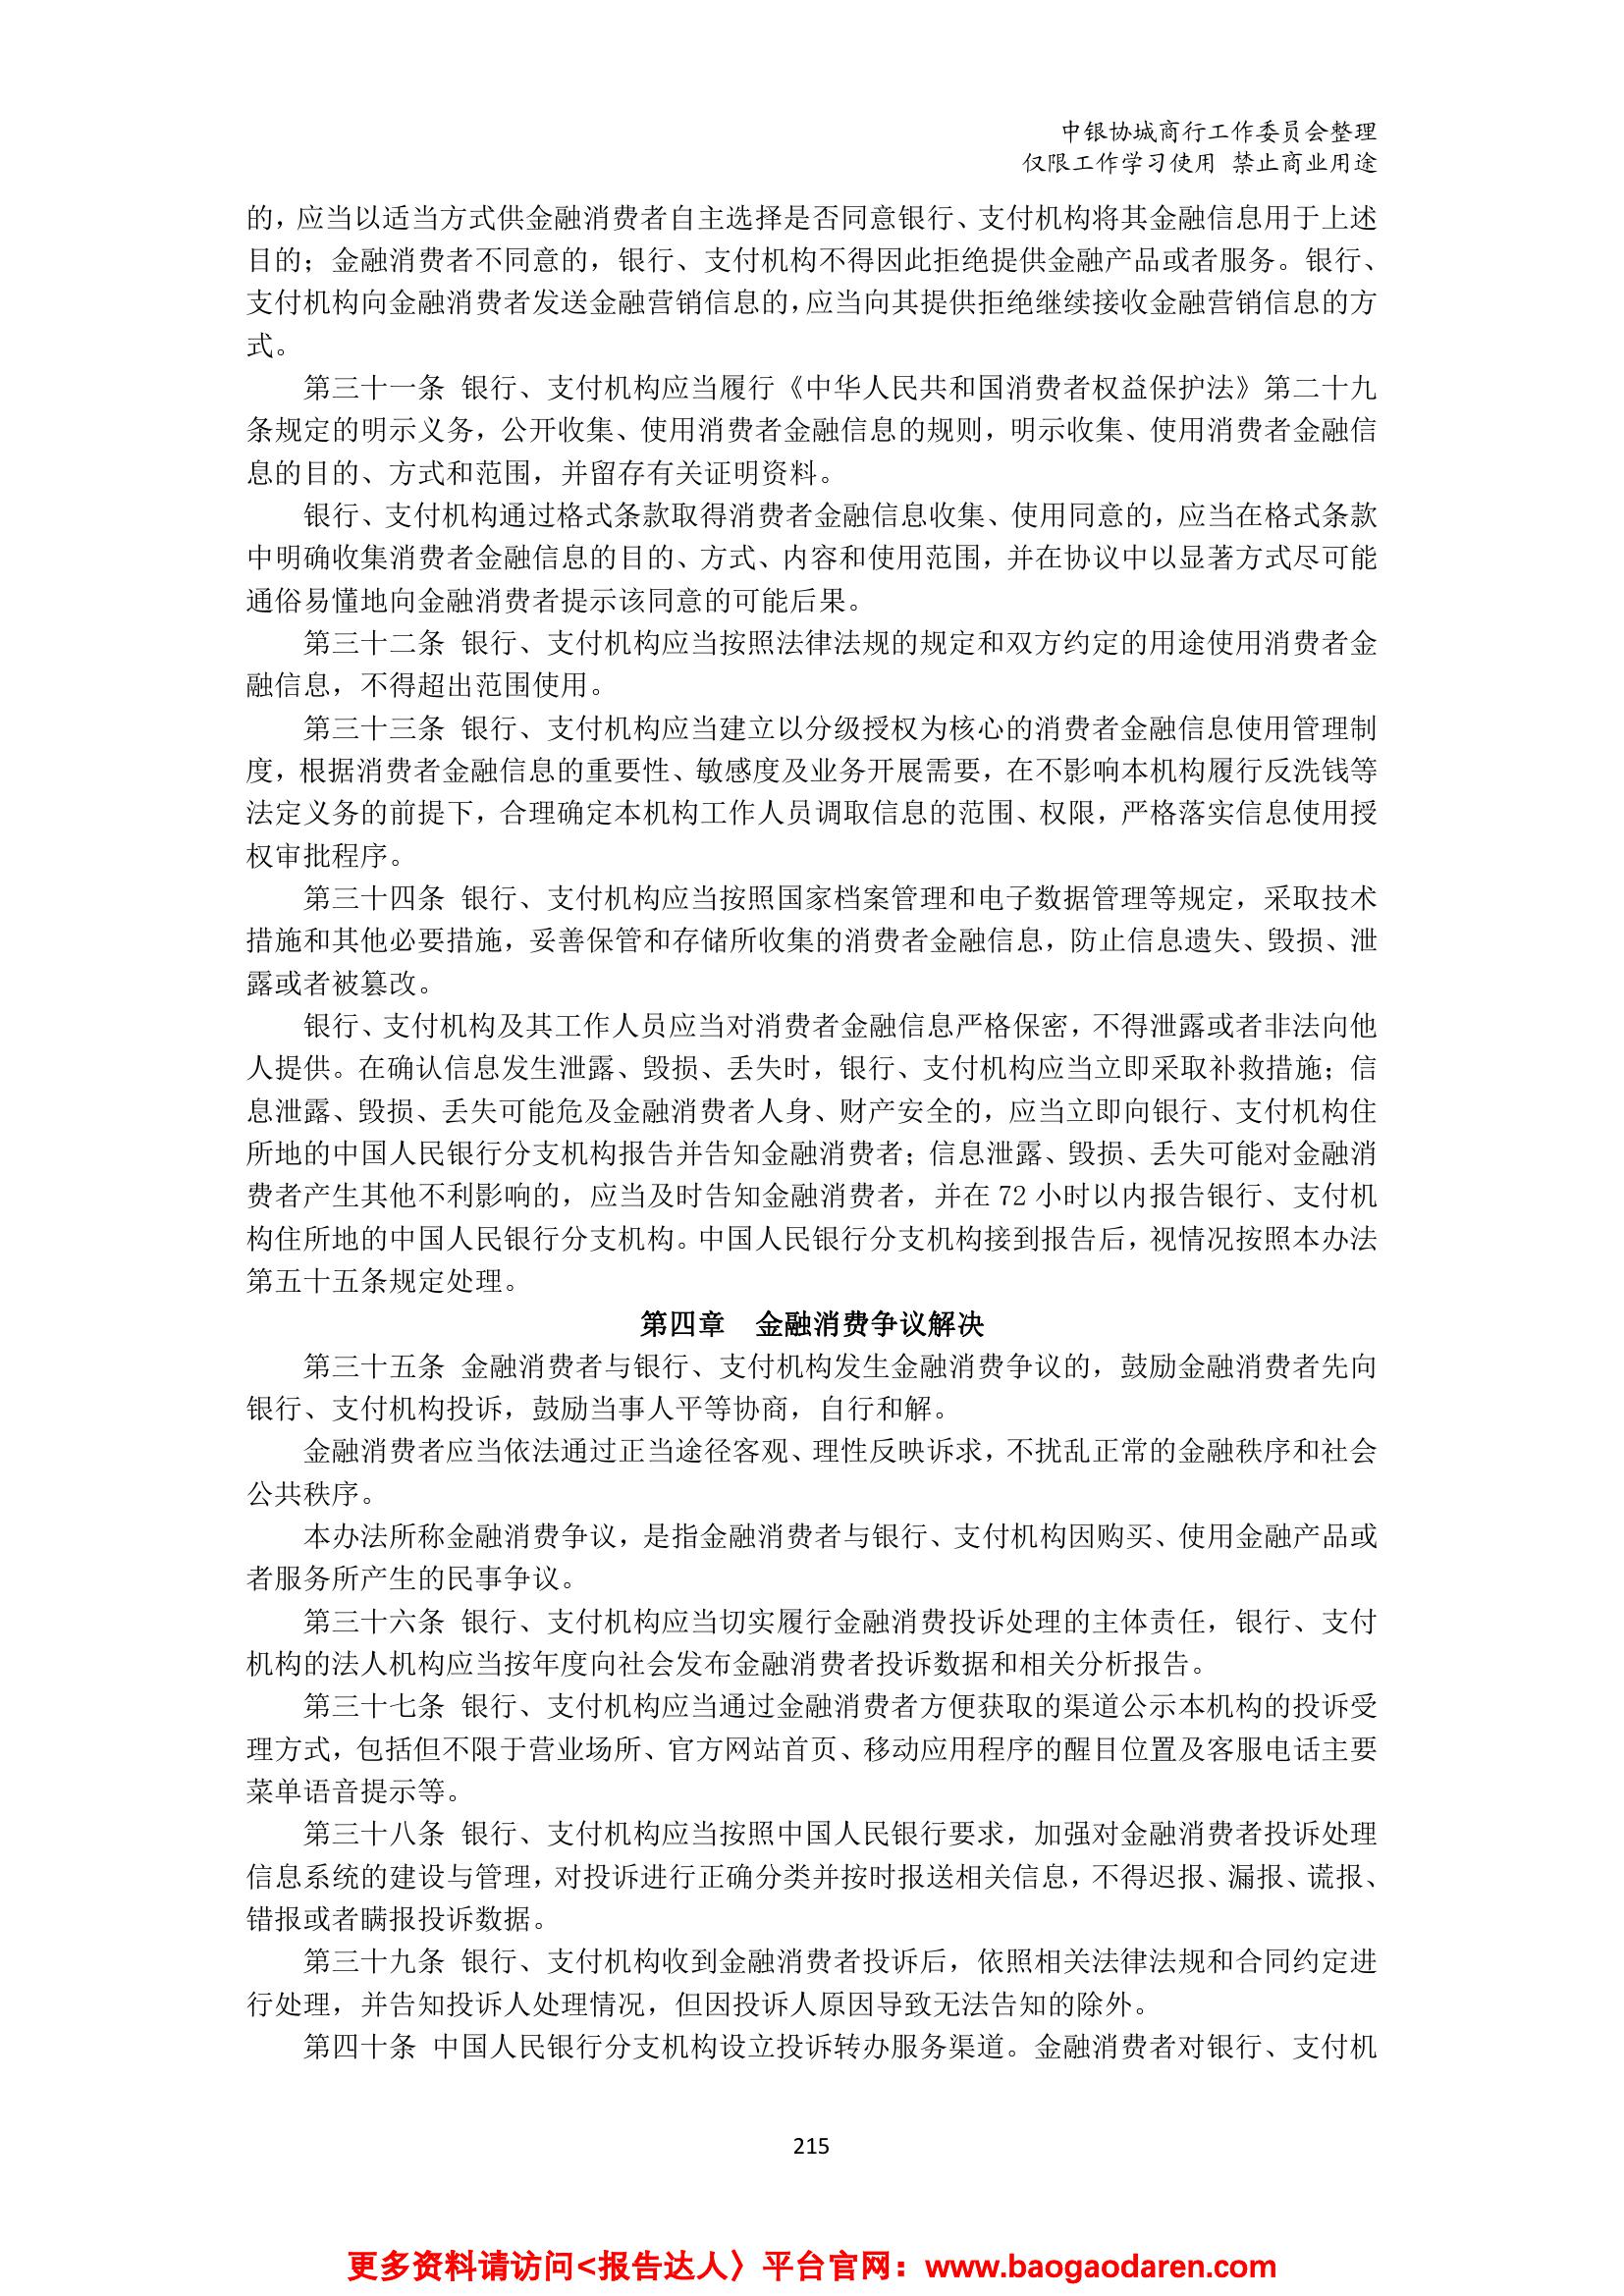 中银协城商行工作委员会整理
仅限工作学习使用 禁止商业用途
的，应当以适当方式供金融消费者自主选择是否同意银行、支付机构将其金融信息用于上述
目的；金融消费者不同意的，银行、支付机构不得因此拒绝提供金融产品或者服务。银行、
支付机构向金融消费者发送金融营销信息的，应当向其提供拒绝继续接收金融营销信息的方
式。
第三十一条 银行、支付机构应当履行《中华人民共和国消费者权益保护法》第二十九
条规定的明示义务，公开收集、使用消费者金融信息的规则，明示收集、使用消费者金融信
息的目的、方式和范围，并留存有关证明资料。
银行、支付机构通过格式条款取得消费者金融信息收集、使用同意的，应当在格式条款
中明确收集消费者金融信息的目的、方式、内容和使用范围，并在协议中以显著方式尽可能
通俗易懂地向金融消费者提示该同意的可能后果。
第三十二条 银行、支付机构应当按照法律法规的规定和双方约定的用途使用消费者金
融信息，不得超出范围使用。
第三十三条 银行、支付机构应当建立以分级授权为核心的消费者金融信息使用管理制
度，根据消费者金融信息的重要性、敏感度及业务开展需要，在不影响本机构履行反洗钱等
法定义务的前提下，合理确定本机构工作人员调取信息的范围、权限，严格落实信息使用授
权审批程序。
第三十四条 银行、支付机构应当按照国家档案管理和电子数据管理等规定，采取技术
措施和其他必要措施，妥善保管和存储所收集的消费者金融信息，防止信息遗失、毁损、泄
露或者被篡改。
银行、支付机构及其工作人员应当对消费者金融信息严格保密，不得泄露或者非法向他
人提供。在确认信息发生泄露、毁损、丢失时，银行、支付机构应当立即采取补救措施；信
息泄露、毁损、丢失可能危及金融消费者人身、财产安全的，应当立即向银行、支付机构住
所地的中国人民银行分支机构报告并告知金融消费者；信息泄露、毁损、丢失可能对金融消
费者产生其他不利影响的，应当及时告知金融消费者，并在 72 小时以内报告银行、支付机
构住所地的中国人民银行分支机构。中国人民银行分支机构接到报告后，视情况按照本办法
第五十五条规定处理。
第四章　金融消费争议解决
第三十五条 金融消费者与银行、支付机构发生金融消费争议的，鼓励金融消费者先向
银行、支付机构投诉，鼓励当事人平等协商，自行和解。
金融消费者应当依法通过正当途径客观、理性反映诉求，不扰乱正常的金融秩序和社会
公共秩序。
本办法所称金融消费争议，是指金融消费者与银行、支付机构因购买、使用金融产品或
者服务所产生的民事争议。
第三十六条 银行、支付机构应当切实履行金融消费投诉处理的主体责任，银行、支付
机构的法人机构应当按年度向社会发布金融消费者投诉数据和相关分析报告。
第三十七条 银行、支付机构应当通过金融消费者方便获取的渠道公示本机构的投诉受
理方式，包括但不限于营业场所、官方网站首页、移动应用程序的醒目位置及客服电话主要
菜单语音提示等。
第三十八条 银行、支付机构应当按照中国人民银行要求，加强对金融消费者投诉处理
信息系统的建设与管理，对投诉进行正确分类并按时报送相关信息，不得迟报、漏报、谎报、
错报或者瞒报投诉数据。
第三十九条 银行、支付机构收到金融消费者投诉后，依照相关法律法规和合同约定进
行处理，并告知投诉人处理情况，但因投诉人原因导致无法告知的除外。
第四十条 中国人民银行分支机构设立投诉转办服务渠道。金融消费者对银行、支付机
215
更多资料请访问<报告达人〉平台官网：www.baogaodaren.com